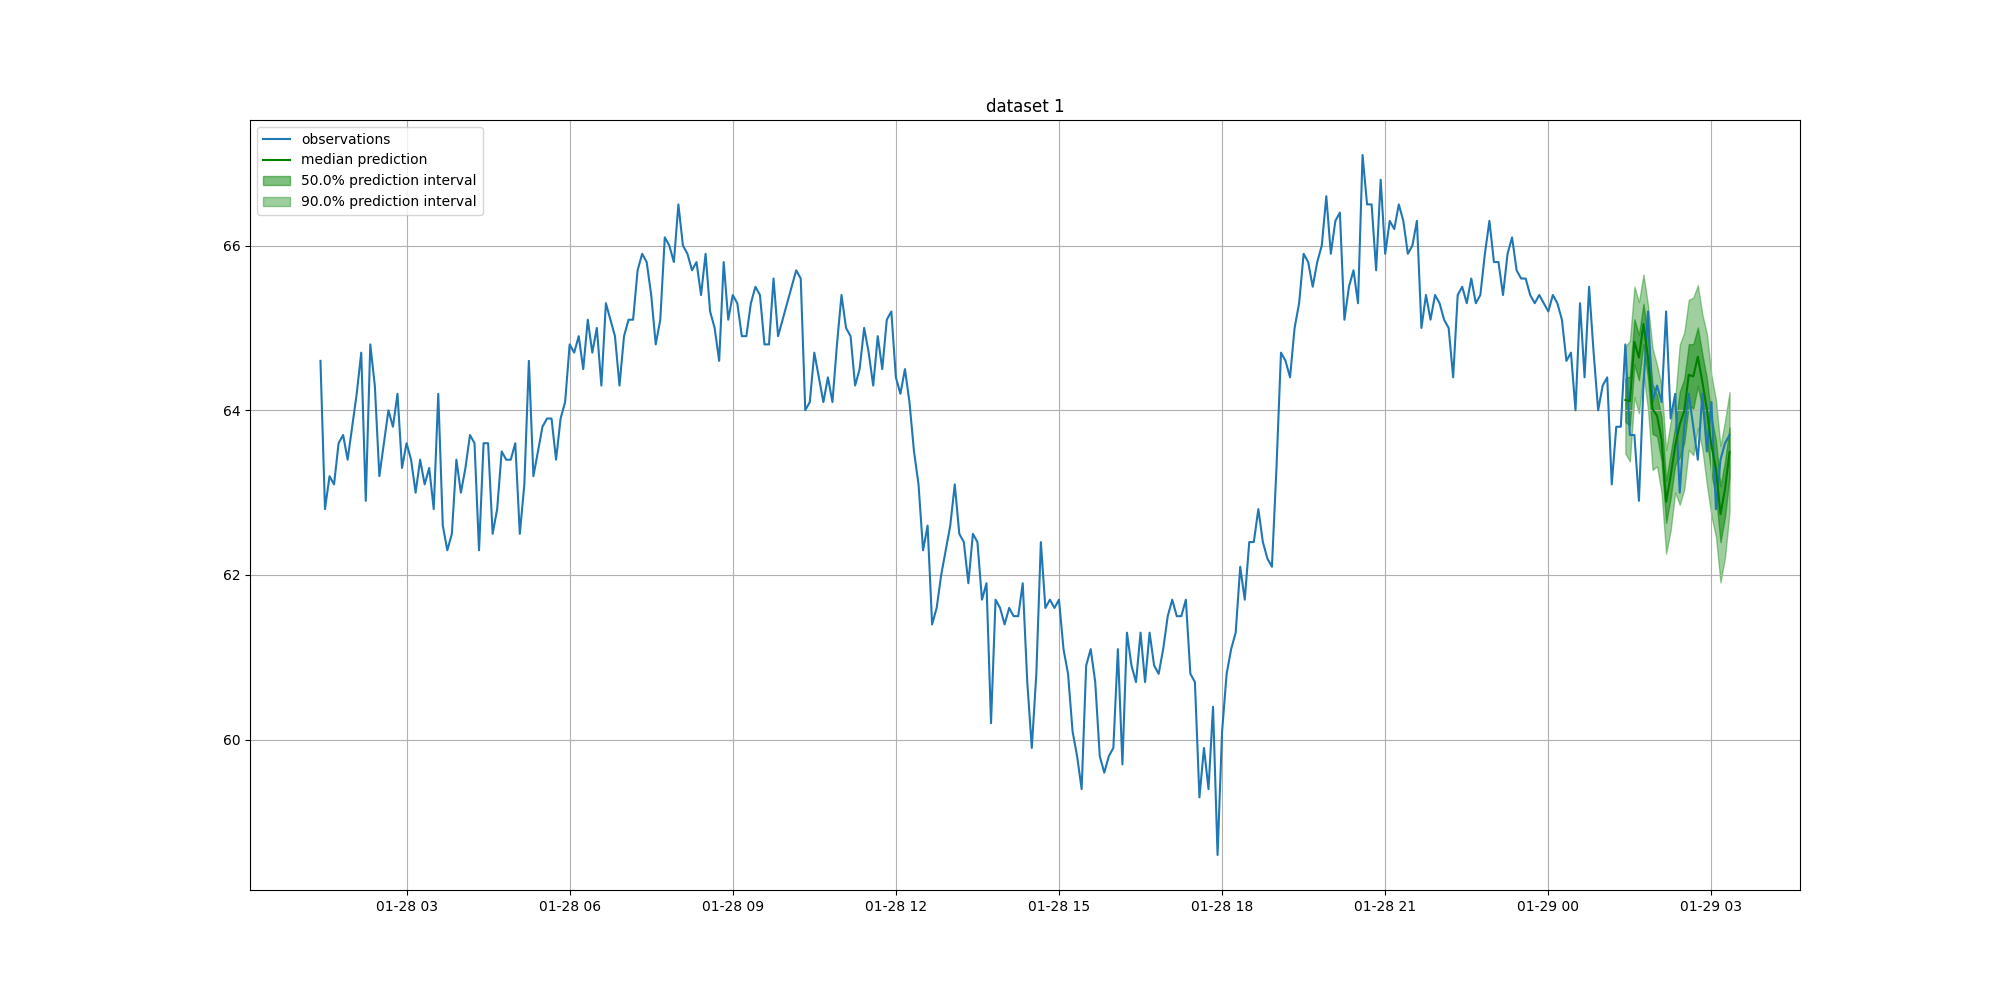 dataset 1
observations
median prediction
50.0% prediction interval
90.0% prediction interval
66
64
62
60
01-28 03 01-28 06 01-28 09 01-28 12 01-28 15 01-28 18 01-28 21 01-29 00 01-29 03